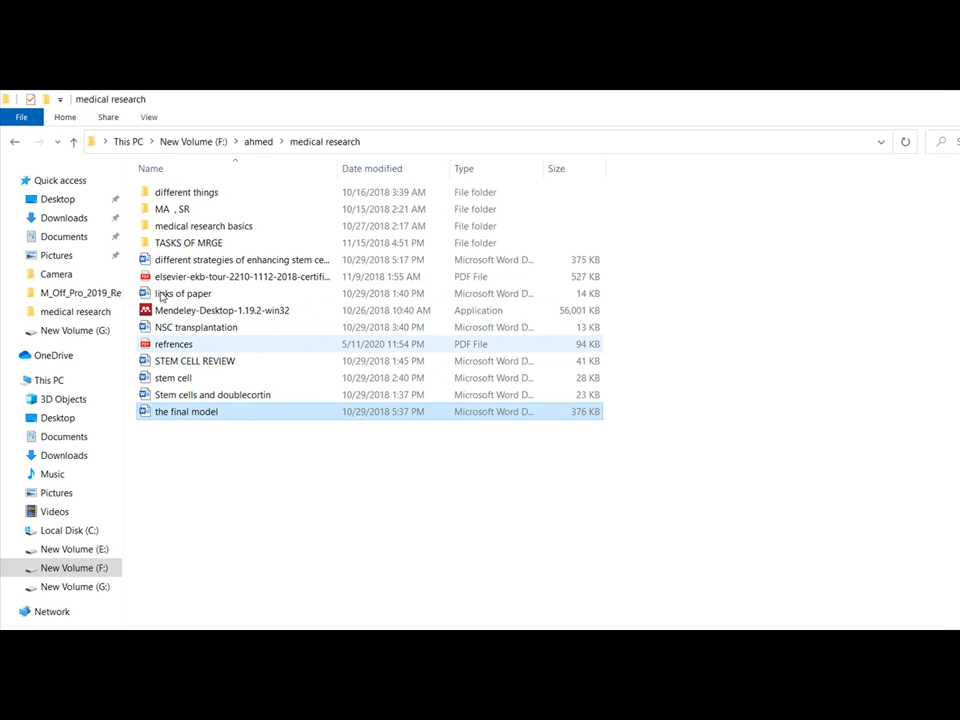 medical research
File Home Share View
This PC New Volume (F:) ahmed medical research
Name Date modified Type Size
Quick access
Desktop
Downloads
Documents
Pictures
Camera
M_Off_Pro_2019_Re
medical research
New Volume (G:)
OneDrive
This PC
3D Objects
Desktop
Documents
Downloads
Music
Pictures
Videos
Local Disk (C:)
New Volume (E:)
New Volume (F:)
New Volume (G:)
Network
different things 10/16/2018 3:39 AM File folder
MA , SR 10/15/2018 2:21 AM File folder
medical research basics 10/27/2018 2:17 AM File folder
TASKS OF MRGE 11/15/2018 4:51 PM File folder
different strategies of enhancing stem ce... 10/29/2018 5:17 PM Microsoft Word D... 375 KB
elsevier-ekb-tour-2210-1112-2018-certifi... 11/9/2018 1:55 AM PDF File 527 KB
links of paper 10/29/2018 1:40 PM Microsoft Word D... 14 KB
Mendeley-Desktop-1.19.2-win32 10/26/2018 10:40 AM Application 56,001 KB
NSC transplantation 10/29/2018 3:40 PM Microsoft Word D... 13 KB
refrences 5/11/2020 11:54 PM PDF File 94 KB
STEM CELL REVIEW 10/29/2018 1:45 PM Microsoft Word D... 41 KB
stem cell 10/29/2018 2:40 PM Microsoft Word D... 28 KB
Stem cells and doublecortin 10/29/2018 1:37 PM Microsoft Word D... 23 KB
the final model 10/29/2018 5:37 PM Microsoft Word D... 376 KB